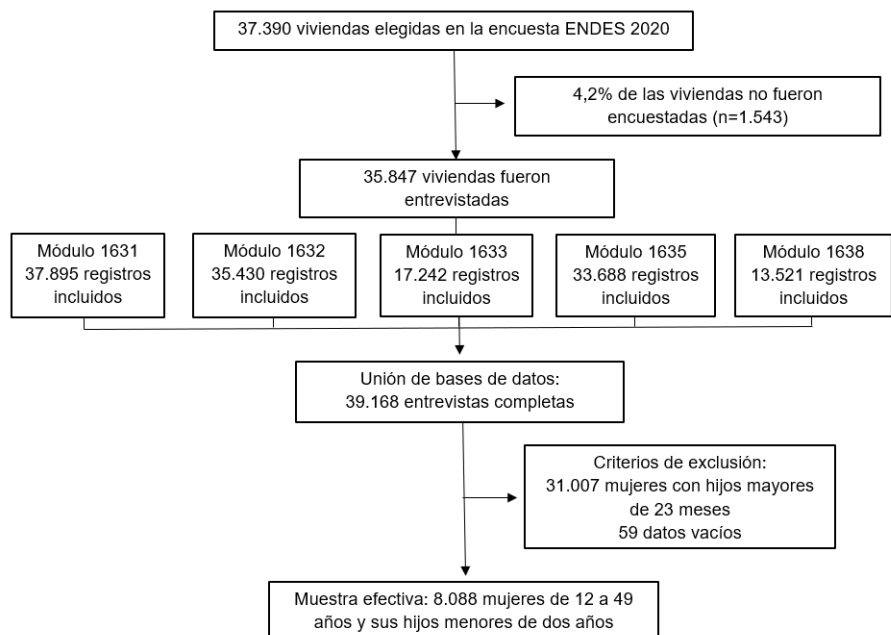 37.390 viviendas elegidas en la encuesta ENDES 2020
4,2% de las viviendas no fueron
encuestadas (n=1.543)
35.847 viviendas fueron
entrevistadas
Módulo 1631
37.895 registros
incluidos
Módulo 1632
35.430 registros
incluidos
Módulo 1633
17.242 registros
incluidos
Módulo 1635
33.688 registros
incluidos
Módulo 1638
13.521 registros
incluidos
Unión de bases de datos:
39.168 entrevistas completas
Criterios de exclusión:
31.007 mujeres con hijos mayores
de 23 meses
59 datos vacíos
Muestra efectiva: 8.088 mujeres de 12 a 49
años y sus hijos menores de dos años